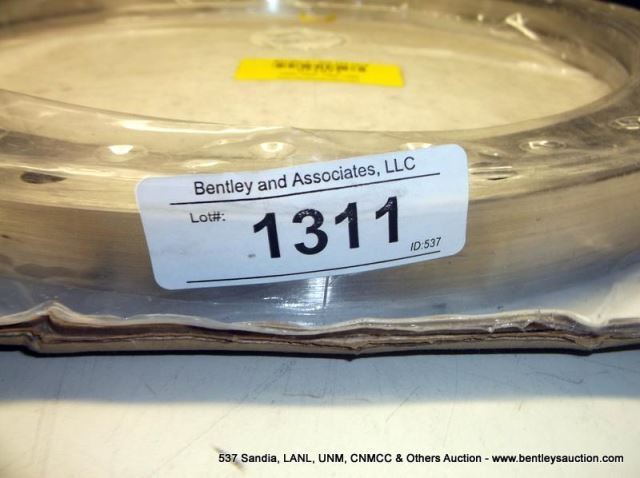 Bentley and Associates, LLC
Lot#: 1311
ID:537
537 Sandia, LANL, UNM, CNMCC & Others Auction - www.bentleysauction.com